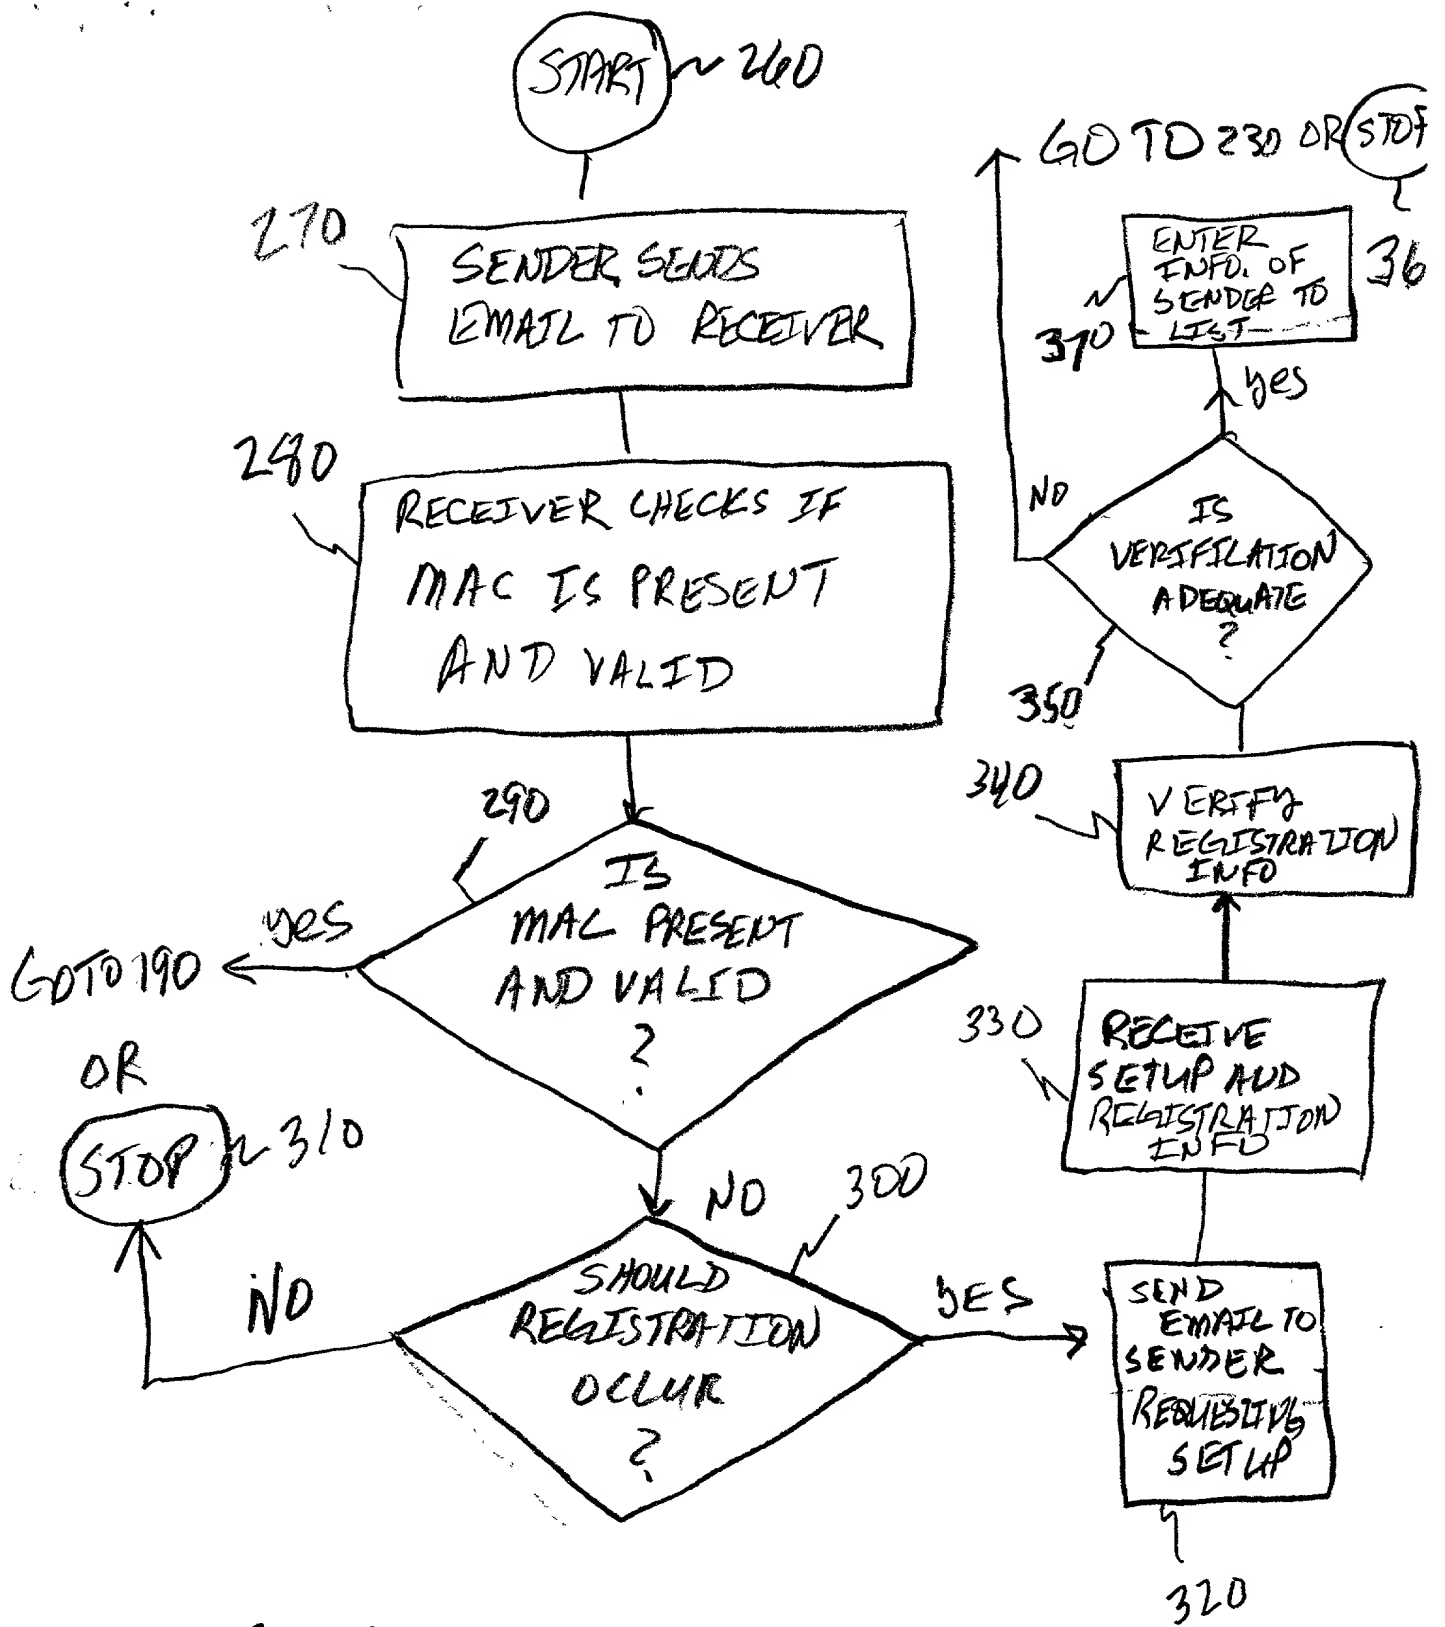 START
260
270
SENDER SENDS
EMAIL TO RECEIVER
280
RECEIVER CHECKS IF
MAC IS PRESENT
AND VALID
290
IS
MAC PRESENT
AND VALID
?
yes
GO TO 190
OR
STOP
310
NO
300
SHOULD
REGISTRATION
OCCUR
?
NO
YES
SEND
EMAIL TO
SENDER
REQUESTING
SETUP
320
330
RECEIVE
SETUP AND
REGISTRATION
INFO
340
VERIFY
REGISTRATION
INFO
350
IS
VERIFICATION
ADEQUATE
?
NO
yes
370
ENTER
INFO. OF
SENDER TO
LIST
GO TO 230 OR STOP
36